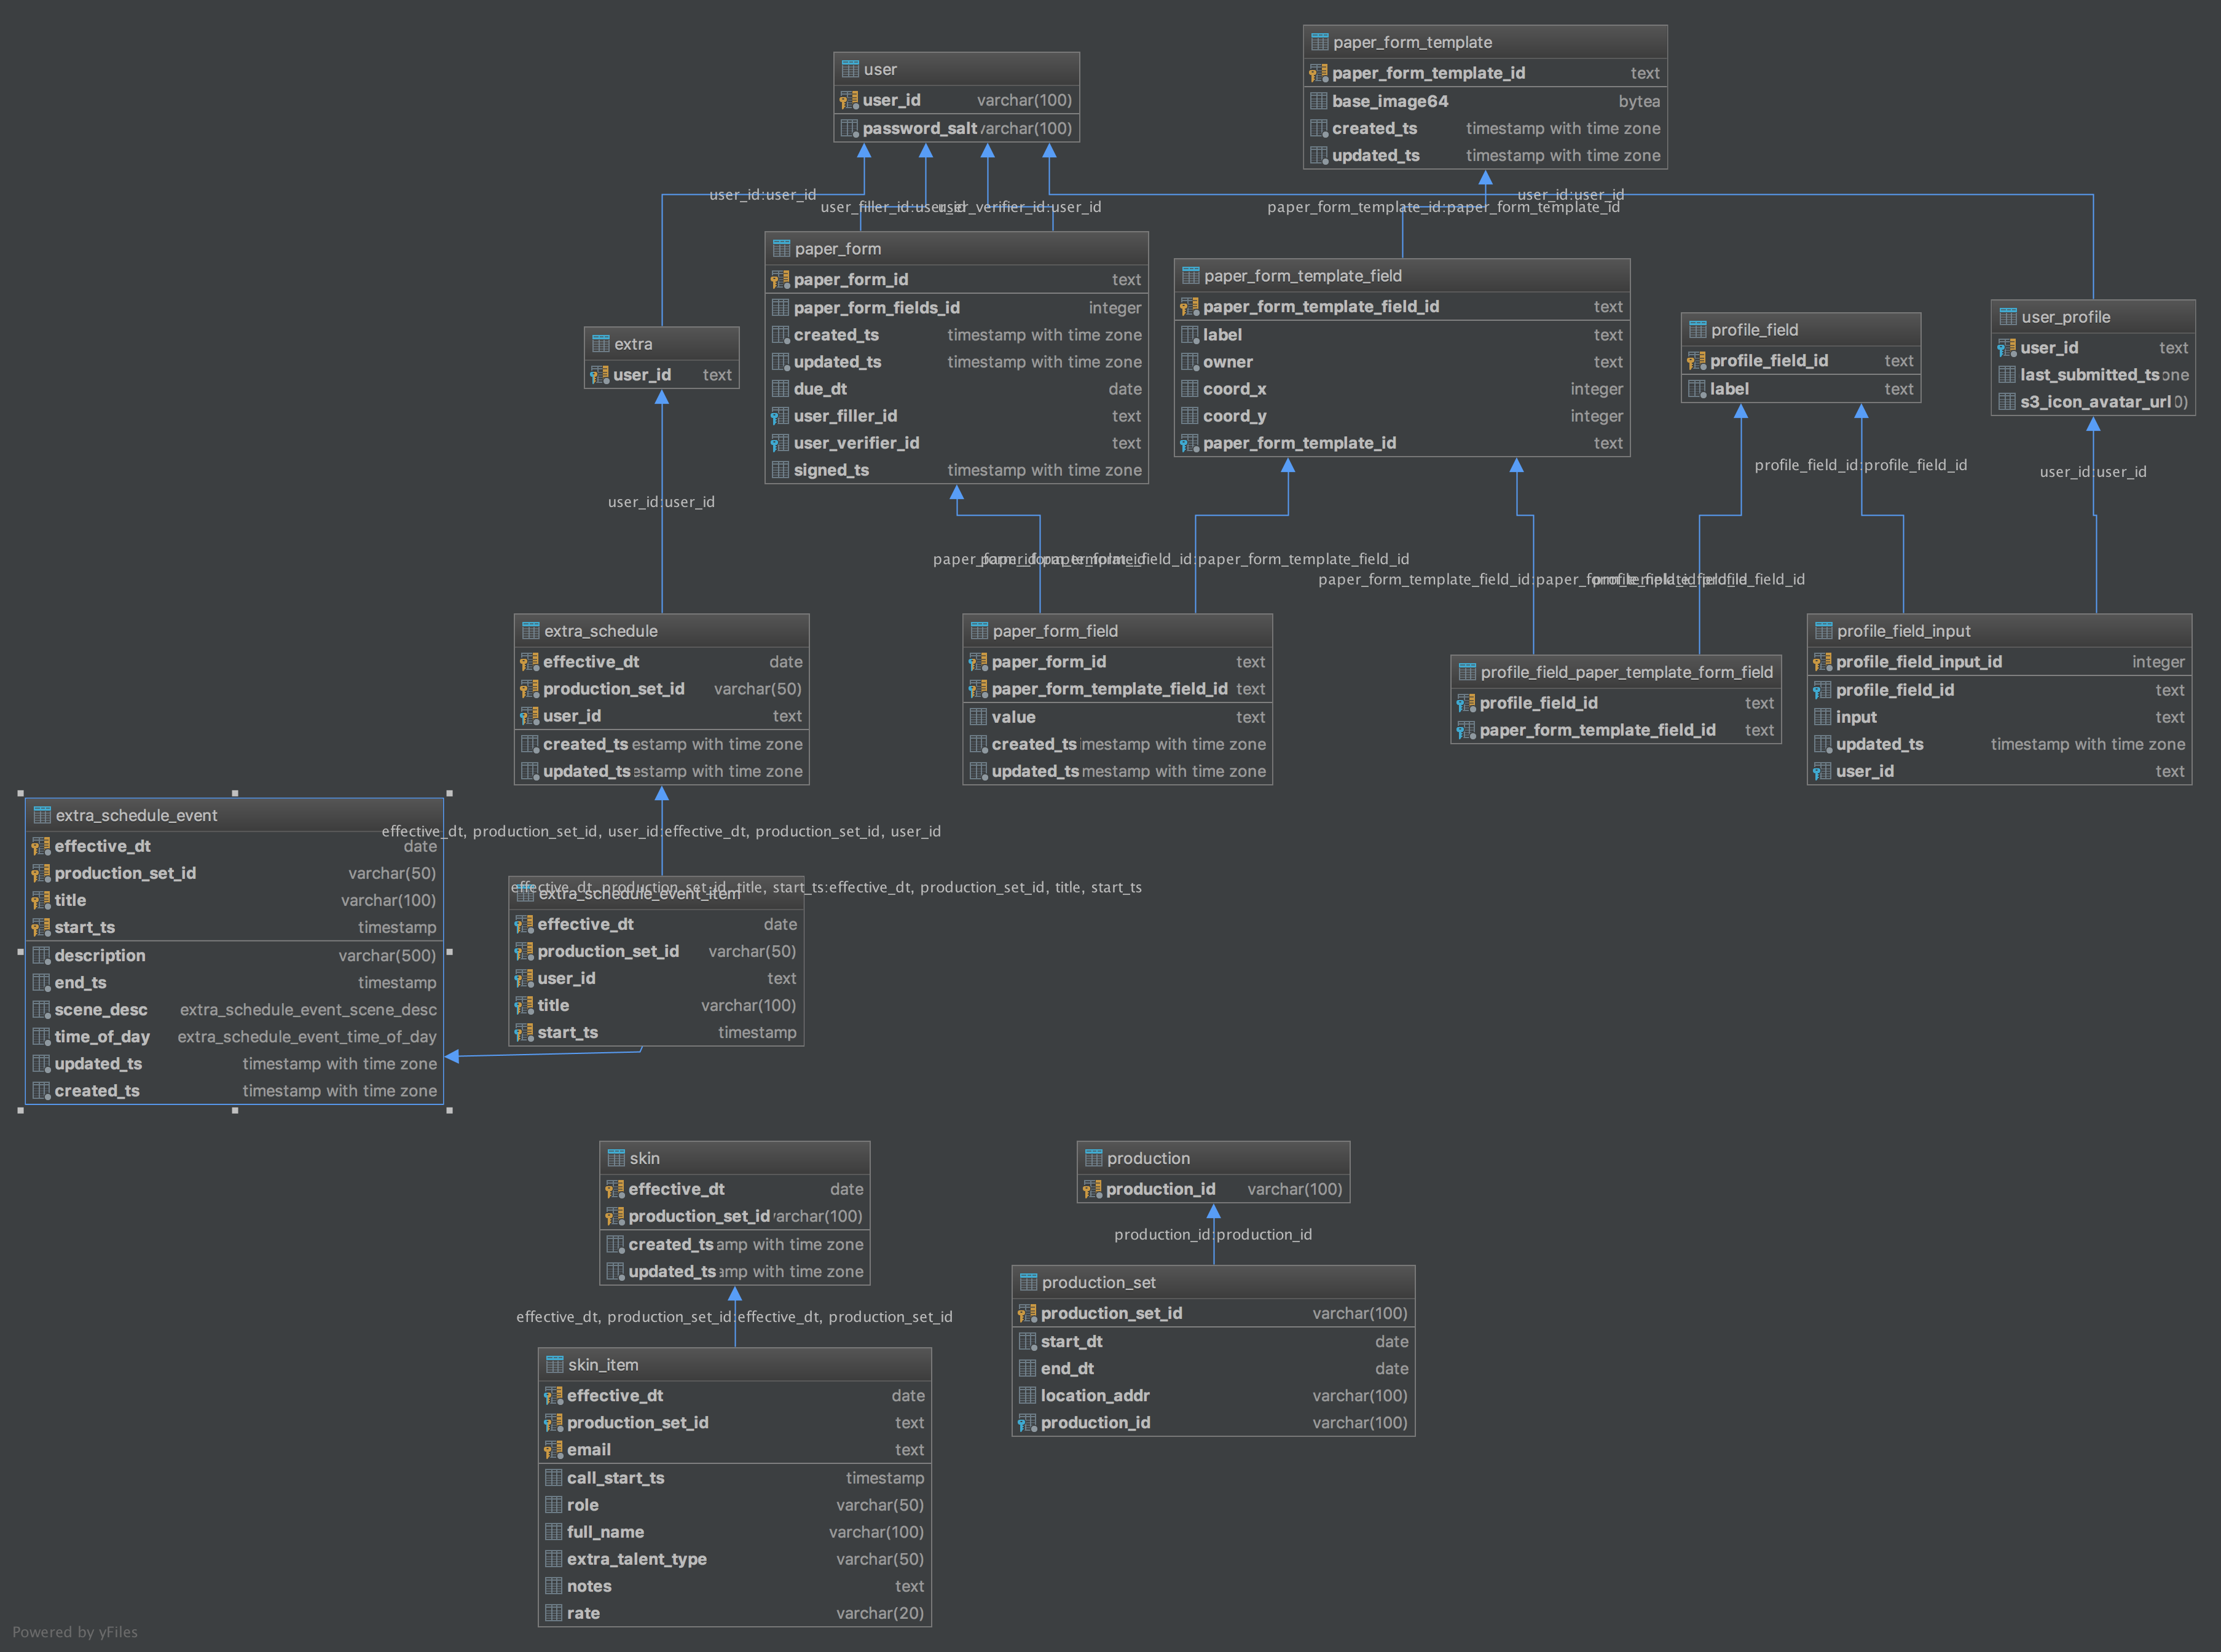 user
user_id varchar(100)
password_salt varchar(100)
paper_form_template
paper_form_template_id text
base_image64 bytea
created_ts timestamp with time zone
updated_ts timestamp with time zone
user_id:user_id
user_filler_id:user_id
user_verifier_id:user_id
paper_form_template_id:paper_form_template_id
user_id:user_id
paper_form
paper_form_id text
paper_form_fields_id integer
created_ts timestamp with time zone
updated_ts timestamp with time zone
due_dt date
user_filler_id text
user_verifier_id text
signed_ts timestamp with time zone
paper_form_template_field
paper_form_template_field_id text
label text
owner text
coord_x integer
coord_y integer
paper_form_template_id text
extra
user_id text
profile_field
profile_field_id text
label text
user_profile
user_id text
last_submitted_ts one
s3_icon_avatar_url 0)
profile_field_id:profile_field_id
user_id:user_id
user_id:user_id
paper_form_id:paper_form_id
paper_form_template_field_id:paper_form_template_field_id
paper_form_template_field_id:paper_form_template_field_id
profile_field_id:profile_field_id
extra_schedule
effective_dt date
production_set_id varchar(50)
user_id text
created_ts estamp with time zone
updated_ts estamp with time zone
paper_form_field
paper_form_id text
paper_form_template_field_id text
value text
created_ts imestamp with time zone
updated_ts mestamp with time zone
profile_field_paper_template_form_field
profile_field_id text
paper_form_template_field_id text
profile_field_input
profile_field_input_id integer
profile_field_id text
input text
updated_ts timestamp with time zone
user_id text
extra_schedule_event
effective_dt date
production_set_id varchar(50)
title varchar(100)
start_ts timestamp
description varchar(500)
end_ts timestamp
scene_desc extra_schedule_event_scene_desc
time_of_day extra_schedule_event_time_of_day
updated_ts timestamp with time zone
created_ts timestamp with time zone
effective_dt, production_set_id, user_id:effective_dt, production_set_id, user_id
effective_dt, production_set_id, title, start_ts:effective_dt, production_set_id, title, start_ts
extra_schedule_event_item
effective_dt date
production_set_id varchar(50)
user_id text
title varchar(100)
start_ts timestamp
skin
effective_dt date
production_set_id varchar(100)
created_ts amp with time zone
updated_ts amp with time zone
effective_dt, production_set_id:effective_dt, production_set_id
skin_item
effective_dt date
production_set_id text
email text
call_start_ts timestamp
role varchar(50)
full_name varchar(100)
extra_talent_type varchar(50)
notes text
rate varchar(20)
production
production_id varchar(100)
production_id:production_id
production_set
production_set_id varchar(100)
start_dt date
end_dt date
location_addr varchar(100)
production_id varchar(100)
Powered by yFiles